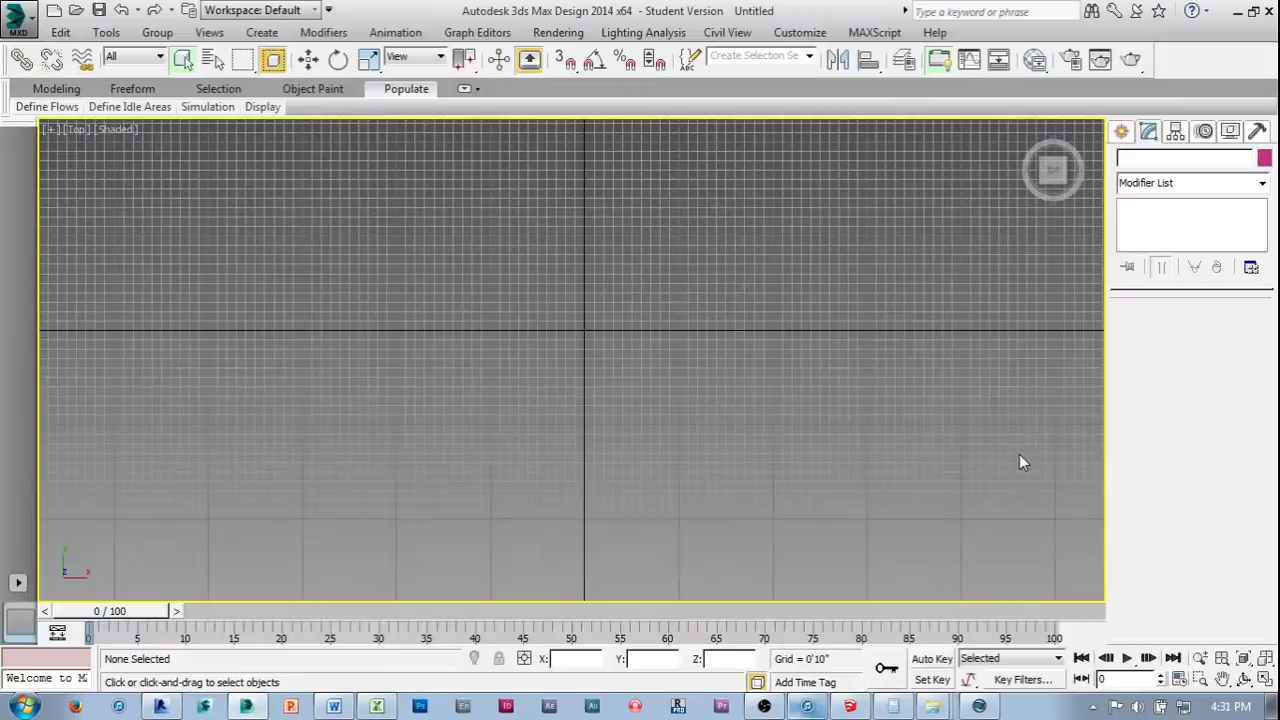 Workspace: Default
Autodesk 3ds Max Design 2014 x64 - Student Version Untitled
Type a keyword or phrase
MXD
Edit Tools Group Views Create Modifiers Animation Graph Editors Rendering Lighting Analysis Civil View Customize MAXScript Help
All
View
3
Create Selection Se
Modeling Freeform Selection Object Paint Populate
Define Flows Define Idle Areas Simulation Display
[+][Top][Shaded]
Modifier List
y
z x
< 0 / 100 >
0 5 10 15 20 25 30 35 40 45 50 55 60 65 70 75 80 85 90 95 100
None Selected X: Y: Z: Grid = 0'10" Auto Key Selected
Welcome to M Click or click-and-drag to select objects Add Time Tag Set Key Key Filters... 0
4:31 PM